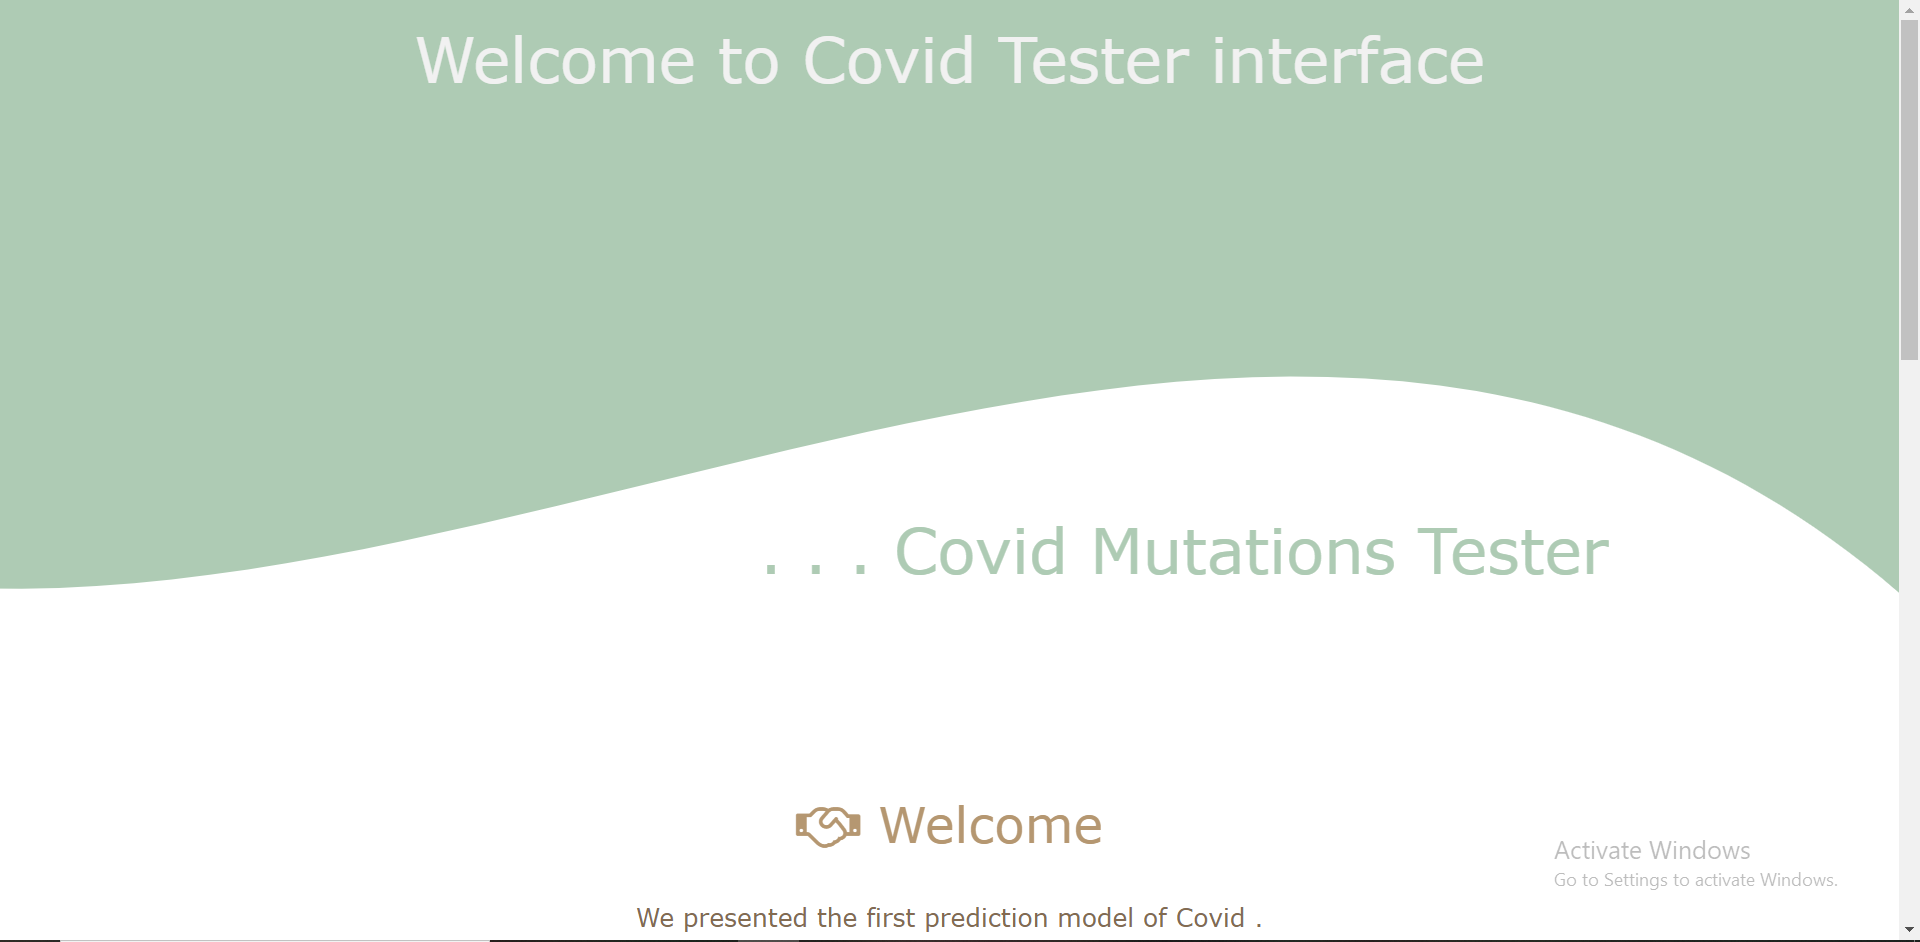 Welcome to Covid Tester interface
. . . Covid Mutations Tester
Welcome
We presented the first prediction model of Covid .
Activate Windows
Go to Settings to activate Windows.